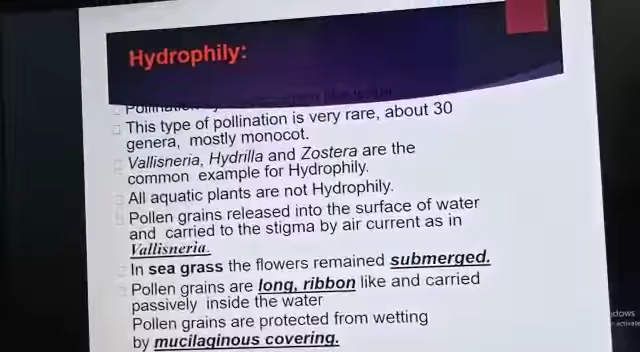 Hydrophily:
This type of pollination is very rare, about 30
genera, mostly monocot.
Vallisneria, Hydrilla and Zostera are the
common example for Hydrophily.
All aquatic plants are not Hydrophily.
Pollen grains released into the surface of water
and carried to the stigma by air current as in
Vallisneria.
In sea grass the flowers remained submerged.
Pollen grains are long, ribbon like and carried
passively inside the water
Pollen grains are protected from wetting
by mucilaginous covering.